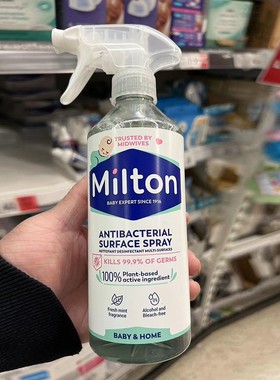 TRUSTED BY
MIDWIVES
Milton
BABY EXPERT SINCE 1916
ANTIBACTERIAL
SURFACE SPRAY
NETTOYANT DESINFECTANT MULTI-SURFACES
KILLS 99.9% OF GERMS
100% Plant-based
active ingredient
Fresh mint
fragrance
Alcohol and
Bleach-free
BABY & HOME